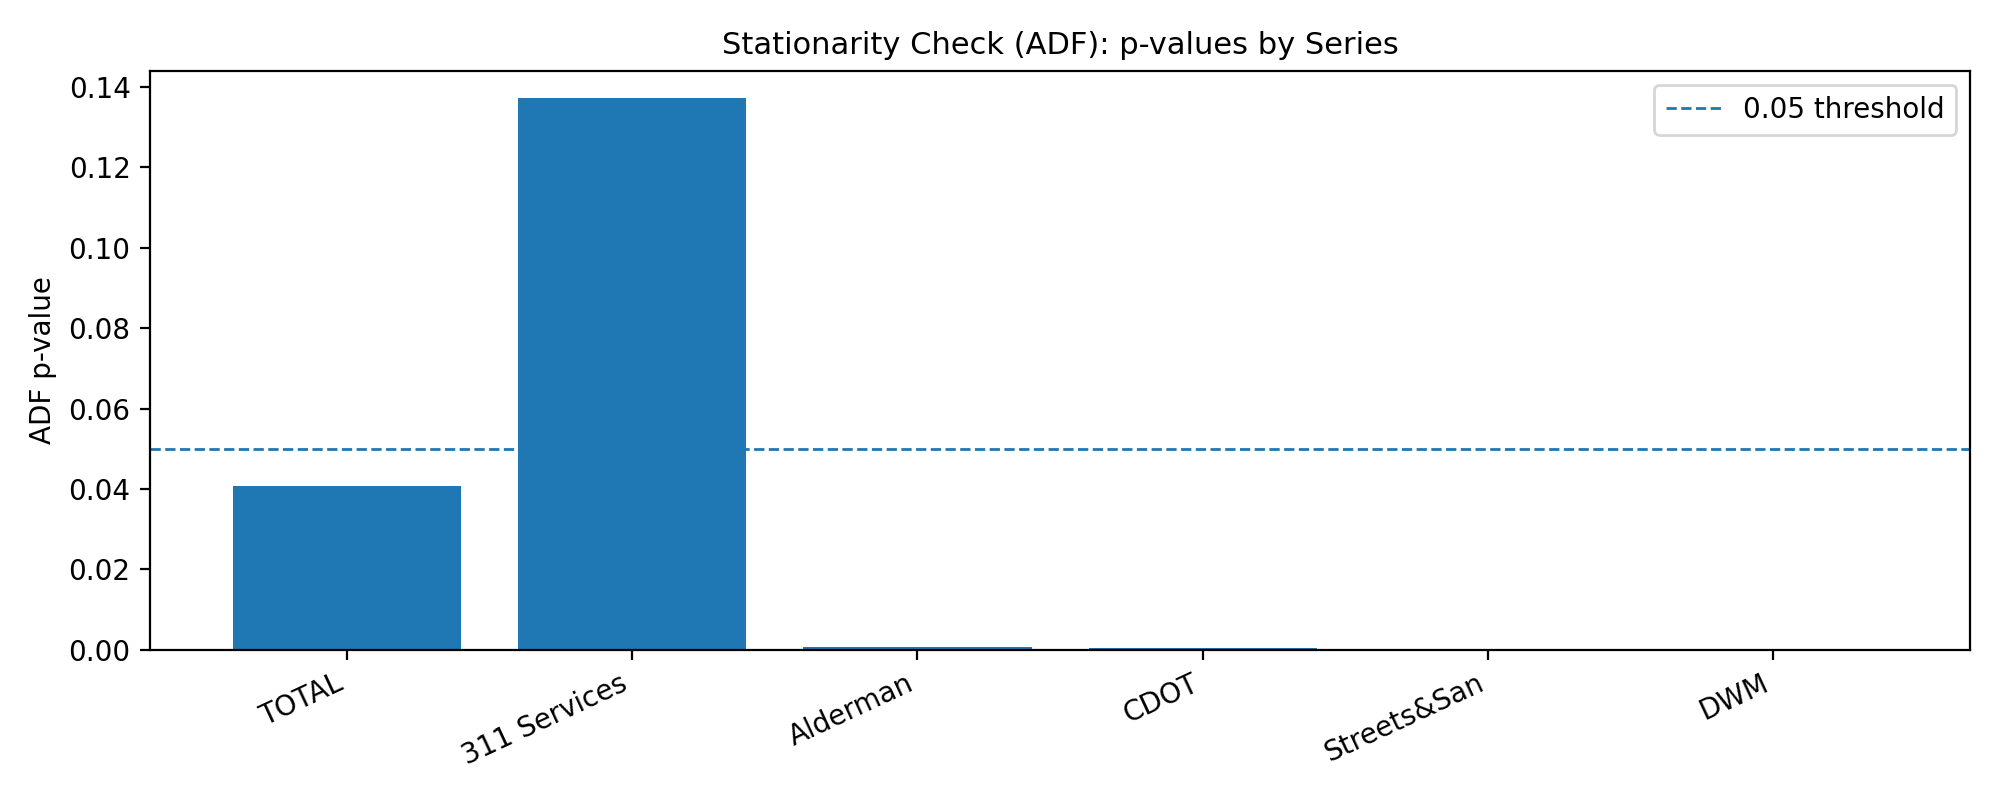 Stationarity Check (ADF): p-values by Series
0.05 threshold
ADF p-value
0.14
0.12
0.10
0.08
0.06
0.04
0.02
0.00
TOTAL
311 Services
Alderman
CDOT
Streets&San
DWM